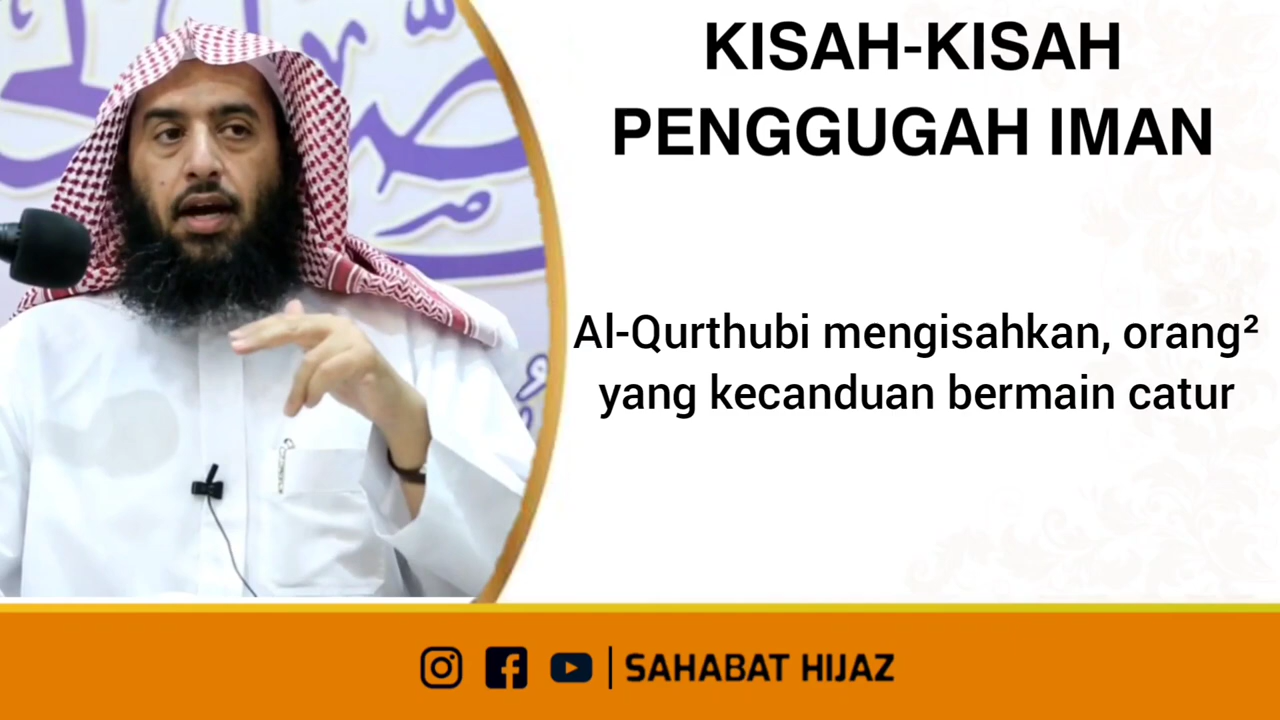 KISAH-KISAH
PENGGUGAH IMAN
Al-Qurthubi mengisahkan, orang²
yang kecanduan bermain catur
SAHABAT HIJAZ